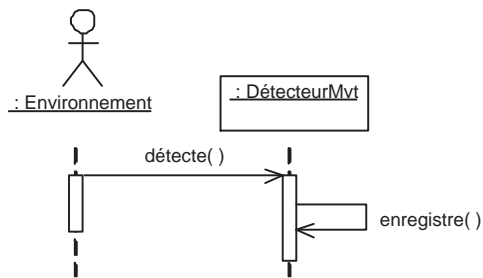 : Environnement
: DétecteurMvt
détecte( )
enregistre( )